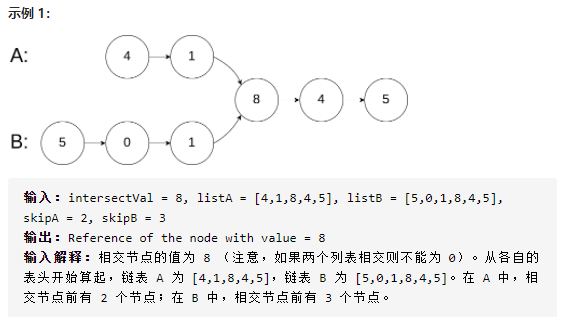 示例 1：
A: 4 1
8 4 5
B: 5 0 1
输入：intersectVal = 8, listA = [4,1,8,4,5], listB = [5,0,1,8,4,5],
skipA = 2, skipB = 3
输出：Reference of the node with value = 8
输入解释：相交节点的值为 8 （注意，如果两个列表相交则不能为 0）。从各自的
表头开始算起，链表 A 为 [4,1,8,4,5]，链表 B 为 [5,0,1,8,4,5]。在 A 中，相
交节点前有 2 个节点；在 B 中，相交节点前有 3 个节点。